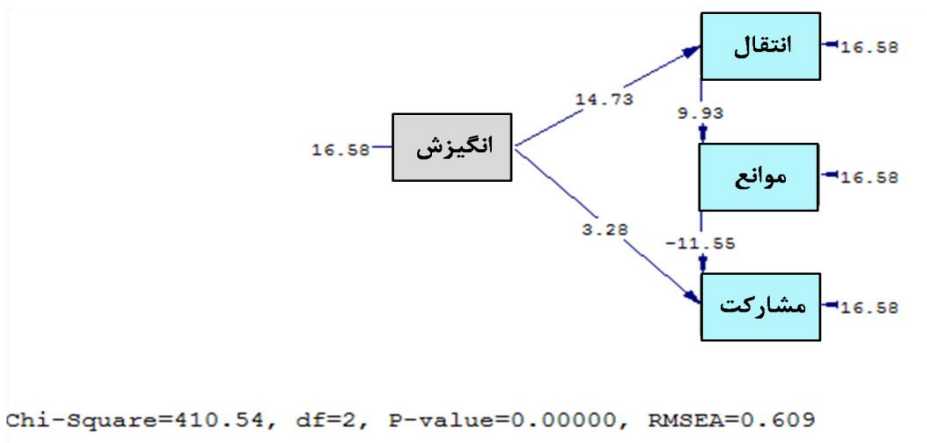 انتقال
16.58
14.73
9.93
16.58
انگیزش
موانع
16.58
3.28
-11.55
مشارکت
16.58
Chi-Square=410.54, df=2, P-value=0.00000, RMSEA=0.609